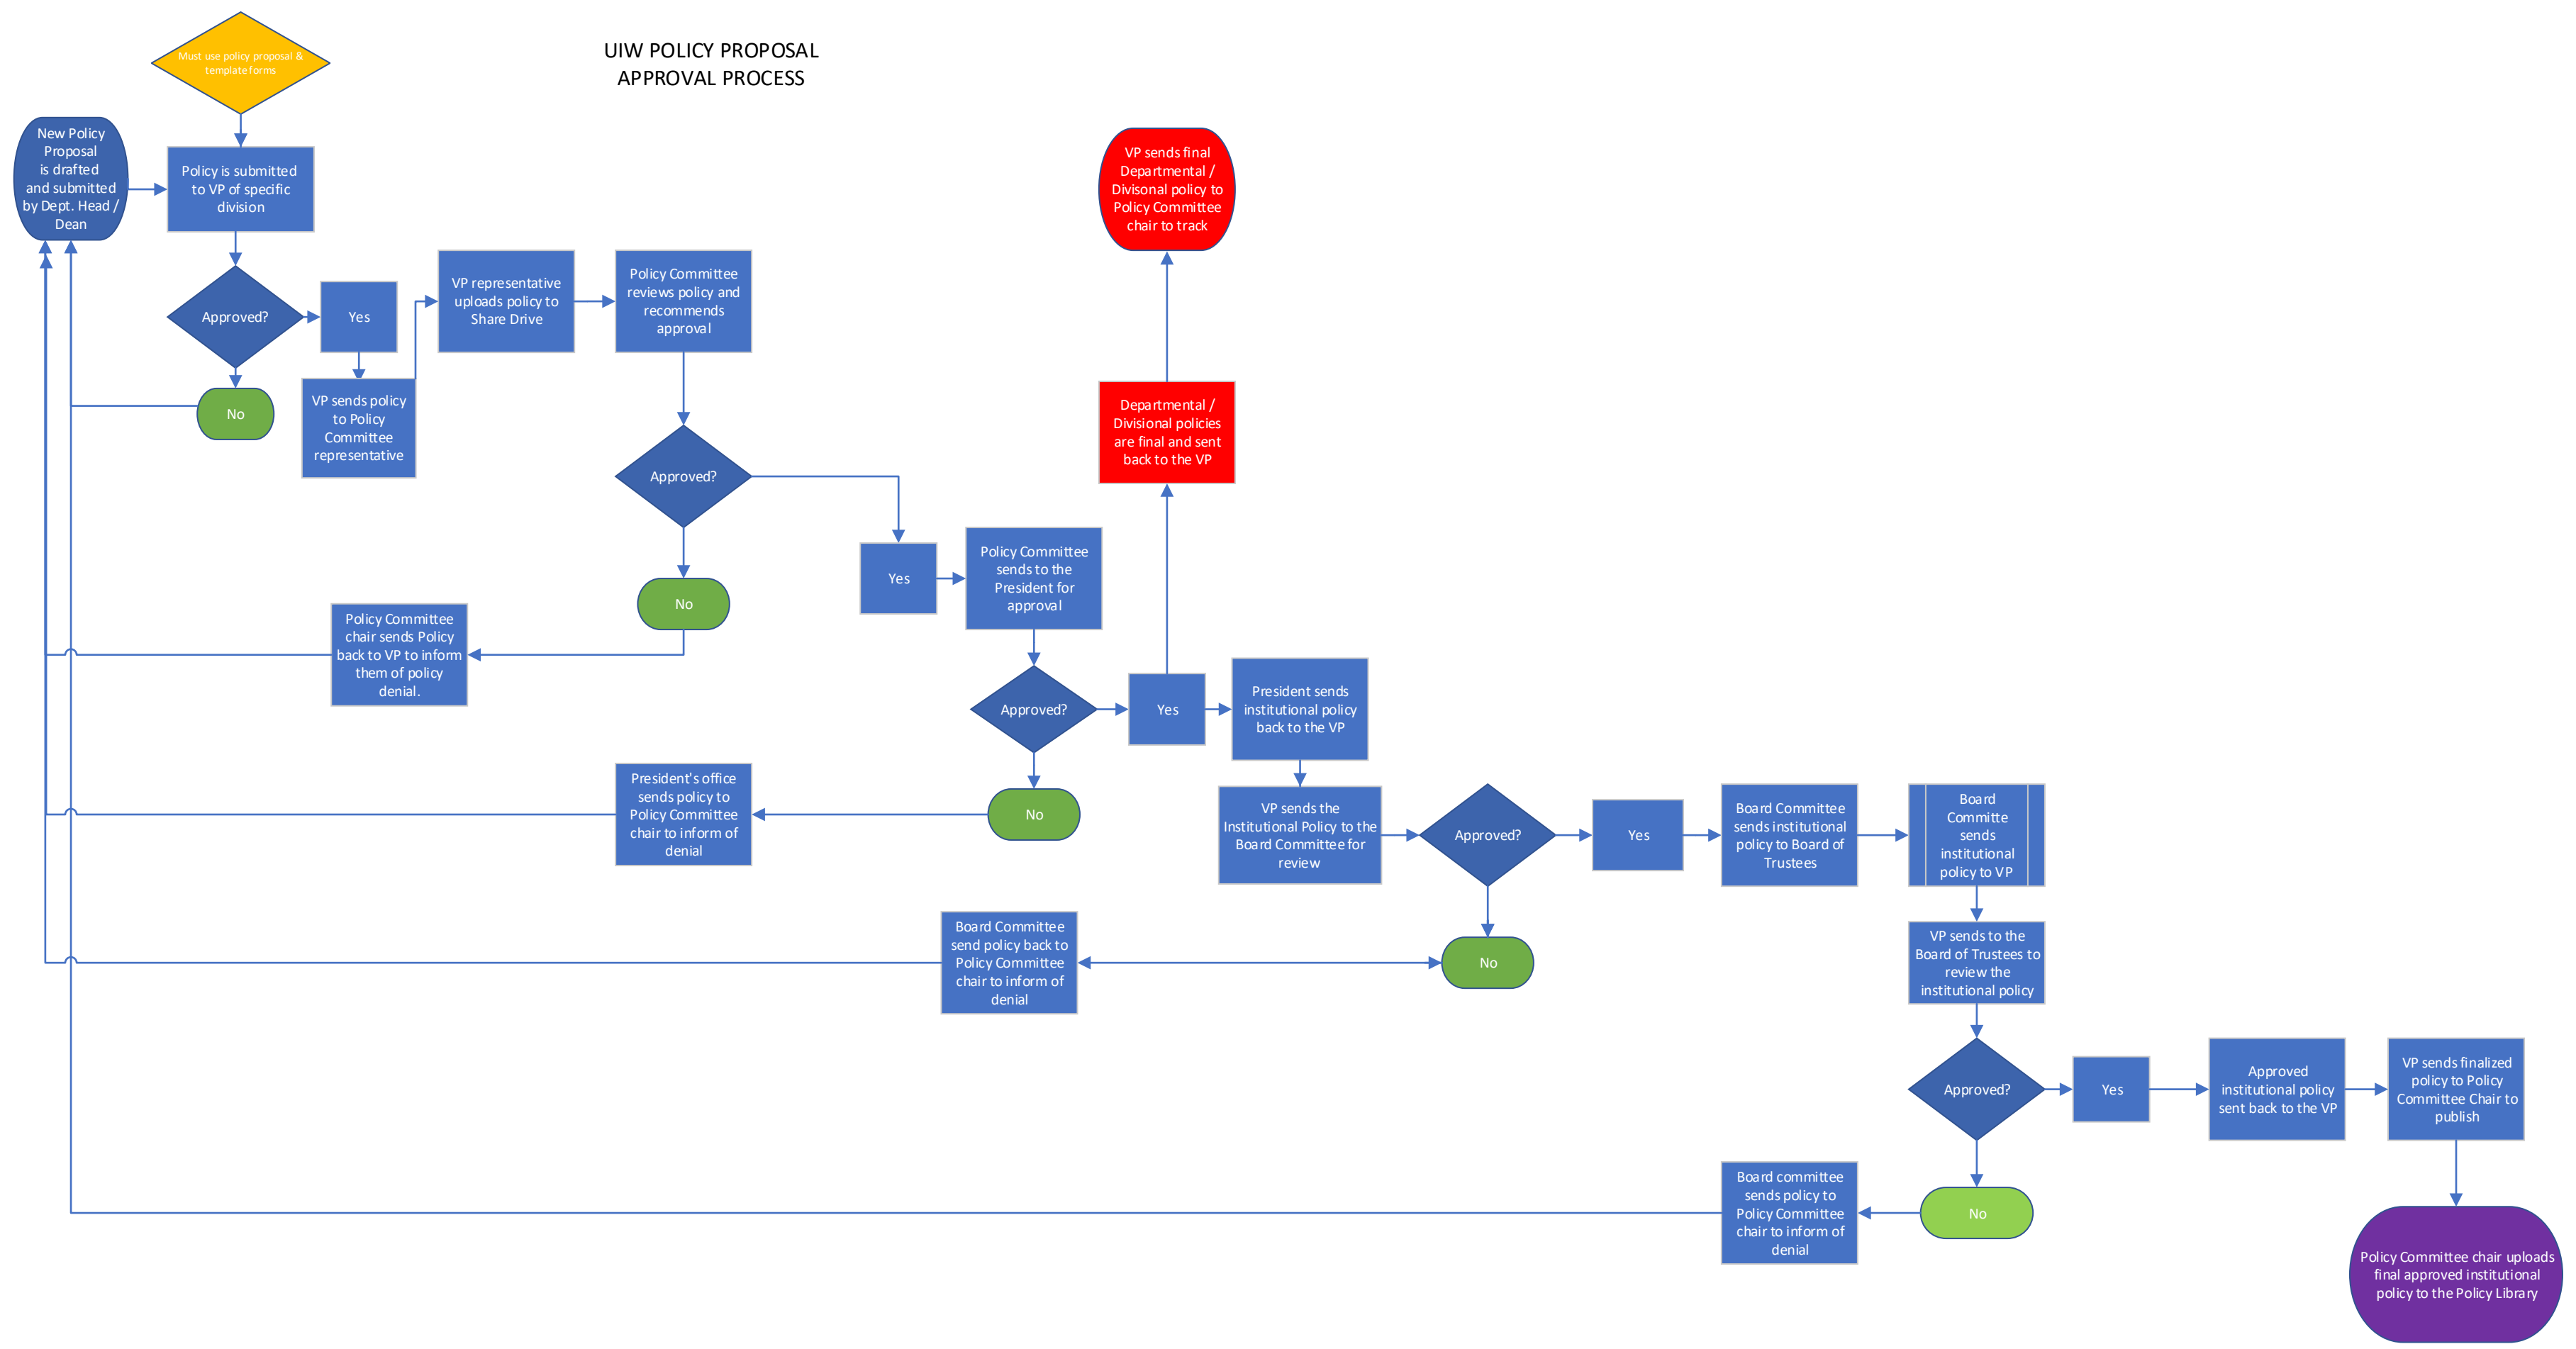 UIW POLICY PROPOSAL
APPROVAL PROCESS
Must use policy proposal &
template forms
New Policy
Proposal
is drafted
and submitted
by Dept. Head /
Dean
Policy is submitted
to VP of specific
division
Approved?
Yes
No
VP sends policy
to Policy
Committee
representative
VP representative
uploads policy to
Share Drive
Policy Committee
reviews policy and
recommends
approval
Approved?
No
Policy Committee
chair sends Policy
back to VP to inform
them of policy
denial.
Yes
Policy Committee
sends to the
President for
approval
Approved?
No
President's office
sends policy to
Policy Committee
chair to inform of
denial
Yes
Departmental /
Divisional policies
are final and sent
back to the VP
VP sends final
Departmental /
Divisonal policy to
Policy Committee
chair to track
President sends
institutional policy
back to the VP
VP sends the
Institutional Policy to the
Board Committee for
review
Approved?
No
Board Committee
send policy back to
Policy Committee
chair to inform of
denial
Yes
Board Committee
sends institutional
policy to Board of
Trustees
Board
Committe
sends
institutional
policy to VP
VP sends to the
Board of Trustees to
review the
institutional policy
Approved?
No
Board committee
sends policy to
Policy Committee
chair to inform of
denial
Yes
Approved
institutional policy
sent back to the VP
VP sends finalized
policy to Policy
Committee Chair to
publish
Policy Committee chair uploads
final approved institutional
policy to the Policy Library